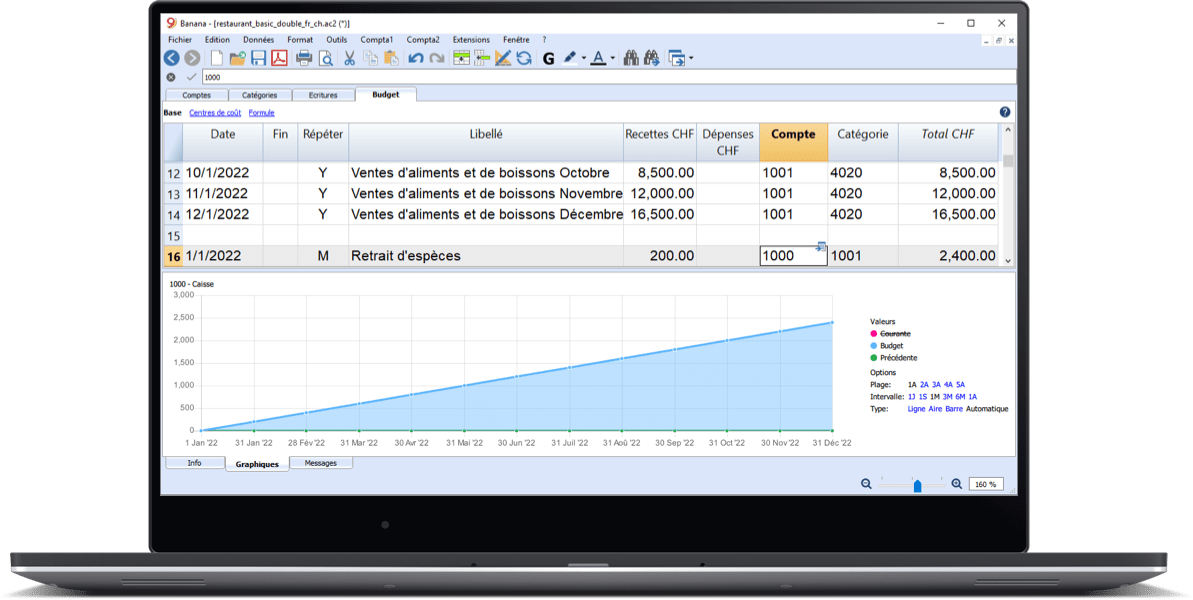 Banana - [restaurant_basic_double_fr_ch.ac2 (*)]
Fichier Edition Données Format Outils Compta1 Compta2 Extensions Fenêtre ?
G A
1000
Comptes Catégories Ecritures Budget
Base Centres de coût Formule ?
Date Fin Répéter Libellé Recettes CHF Dépenses CHF Compte Catégorie Total CHF
12 10/1/2022 Y Ventes d'aliments et de boissons Octobre 8,500.00 1001 4020 8,500.00
13 11/1/2022 Y Ventes d'aliments et de boissons Novembre 12,000.00 1001 4020 12,000.00
14 12/1/2022 Y Ventes d'aliments et de boissons Décembre 16,500.00 1001 4020 16,500.00
15
16 1/1/2022 M Retrait d'espèces 200.00 1000 1001 2,400.00
1000 - Caisse
3,000
2,500
2,000
1,500
1,000
500
0
1 Jan '22 31 Jan '22 28 Fév '22 31 Mar '22 30 Avr '22 31 Mai '22 30 Jun '22 31 Juil '22 31 Aoû '22 30 Sep '22 31 Oct '22 30 Nov '22 31 Déc '22
Valeurs
Courante
Budget
Précédente
Options
Plage: 1A 2A 3A 4A 5A
Intervalle: 1J 1S 1M 3M 6M 1A
Type: Ligne Aire Barre Automatique
Info Graphiques Messages
160 %